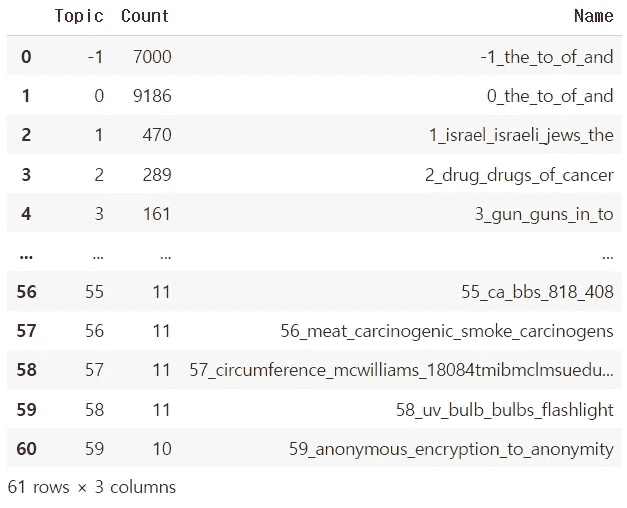 Topic Count Name
0 -1 7000 -1_the_to_of_and
1 0 9186 0_the_to_of_and
2 1 470 1_israel_israeli_jews_the
3 2 289 2_drug_drugs_of_cancer
4 3 161 3_gun_guns_in_to
... ... ... ...
56 55 11 55_ca_bbs_818_408
57 56 11 56_meat_carcinogenic_smoke_carcinogens
58 57 11 57_circumference_mcwilliams_18084tmibmclmsuedu...
59 58 11 58_uv_bulb_bulbs_flashlight
60 59 10 59_anonymous_encryption_to_anonymity
61 rows × 3 columns